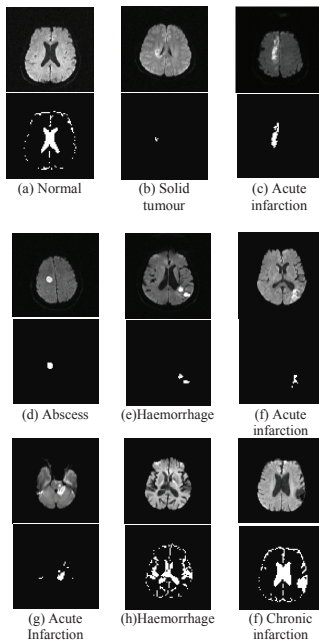 (a) Normal
(b) Solid
tumour
(c) Acute
infarction
(d) Abscess
(e)Haemorrhage
(f) Acute
infarction
(g) Acute
Infarction
(h)Haemorrhage
(f) Chronic
infarction